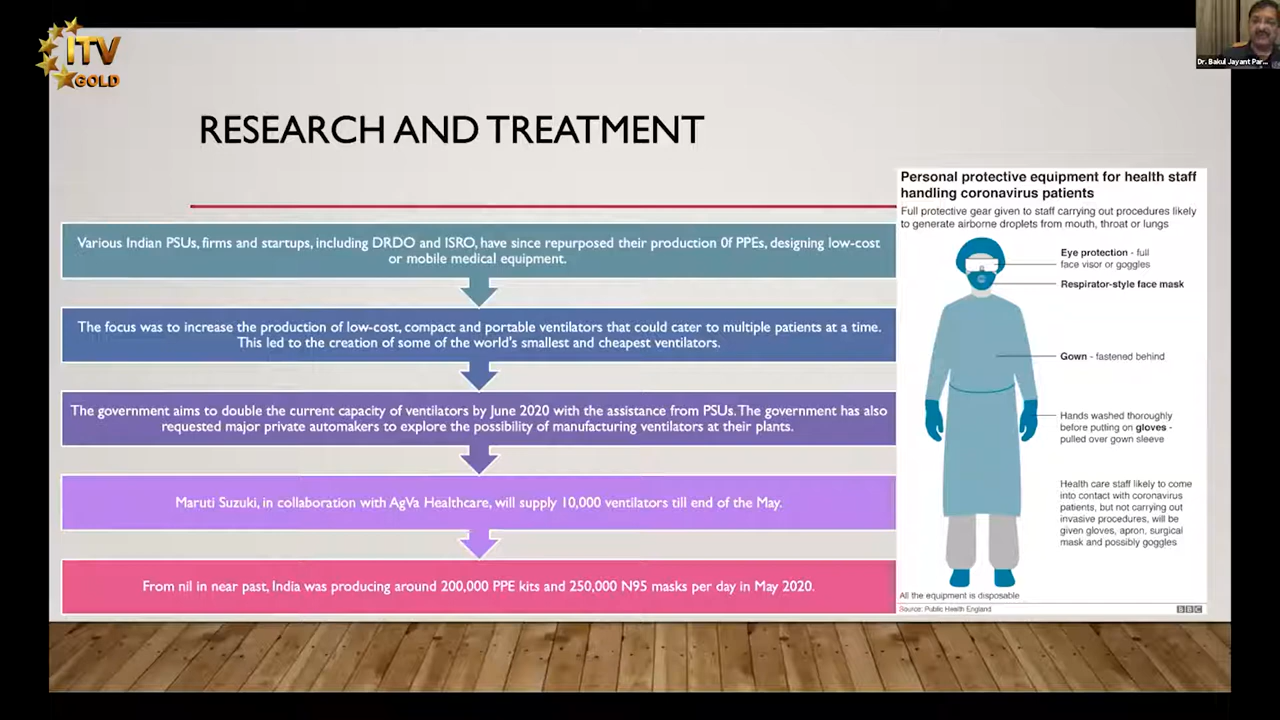 ITV
GOLD
Dr. Bakul Jayant Par...
RESEARCH AND TREATMENT
Various Indian PSUs, firms and startups, including DRDO and ISRO, have since repurposed their production 0f PPEs, designing low-cost
or mobile medical equipment.
The focus was to increase the production of low-cost, compact and portable ventilators that could cater to multiple patients at a time.
This led to the creation of some of the world's smallest and cheapest ventilators.
The government aims to double the current capacity of ventilators by June 2020 with the assistance from PSUs. The government has also
requested major private automakers to explore the possibility of manufacturing ventilators at their plants.
Maruti Suzuki, in collaboration with AgVa Healthcare, will supply 10,000 ventilators till end of the May.
From nil in near past, India was producing around 200,000 PPE kits and 250,000 N95 masks per day in May 2020.
Personal protective equipment for health staff
handling coronavirus patients
Full protective gear given to staff carrying out procedures likely
to generate airborne droplets from mouth, throat or lungs
Eye protection - full
face visor or goggles
Respirator-style face mask
Gown - fastened behind
Hands washed thoroughly
before putting on gloves -
pulled over gown sleeve
Health care staff likely to come
into contact with coronavirus
patients, but not carrying out
invasive procedures, will be
given gloves, apron, surgical
mask and possibly goggles
All the equipment is disposable
Source: Public Health England
BBC